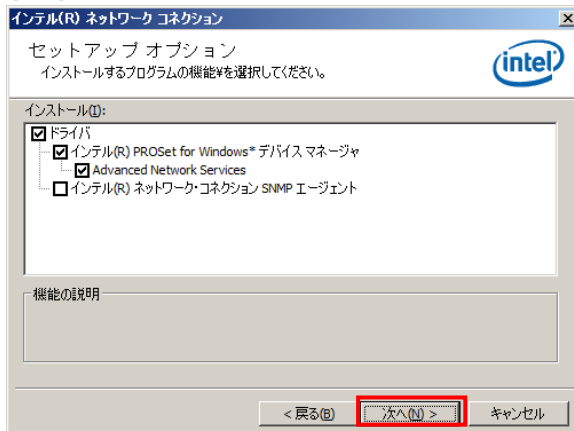 インテル(R) ネットワーク コネクション
セットアップ オプション
インストールするプログラムの機能¥を選択してください。
intel
インストール(I):
ドライバ
インテル(R) PROSet for Windows* デバイス マネージャ
Advanced Network Services
インテル(R) ネットワーク・コネクション SNMP エージェント
機能の説明
< 戻る(B)
次へ(N) >
キャンセル